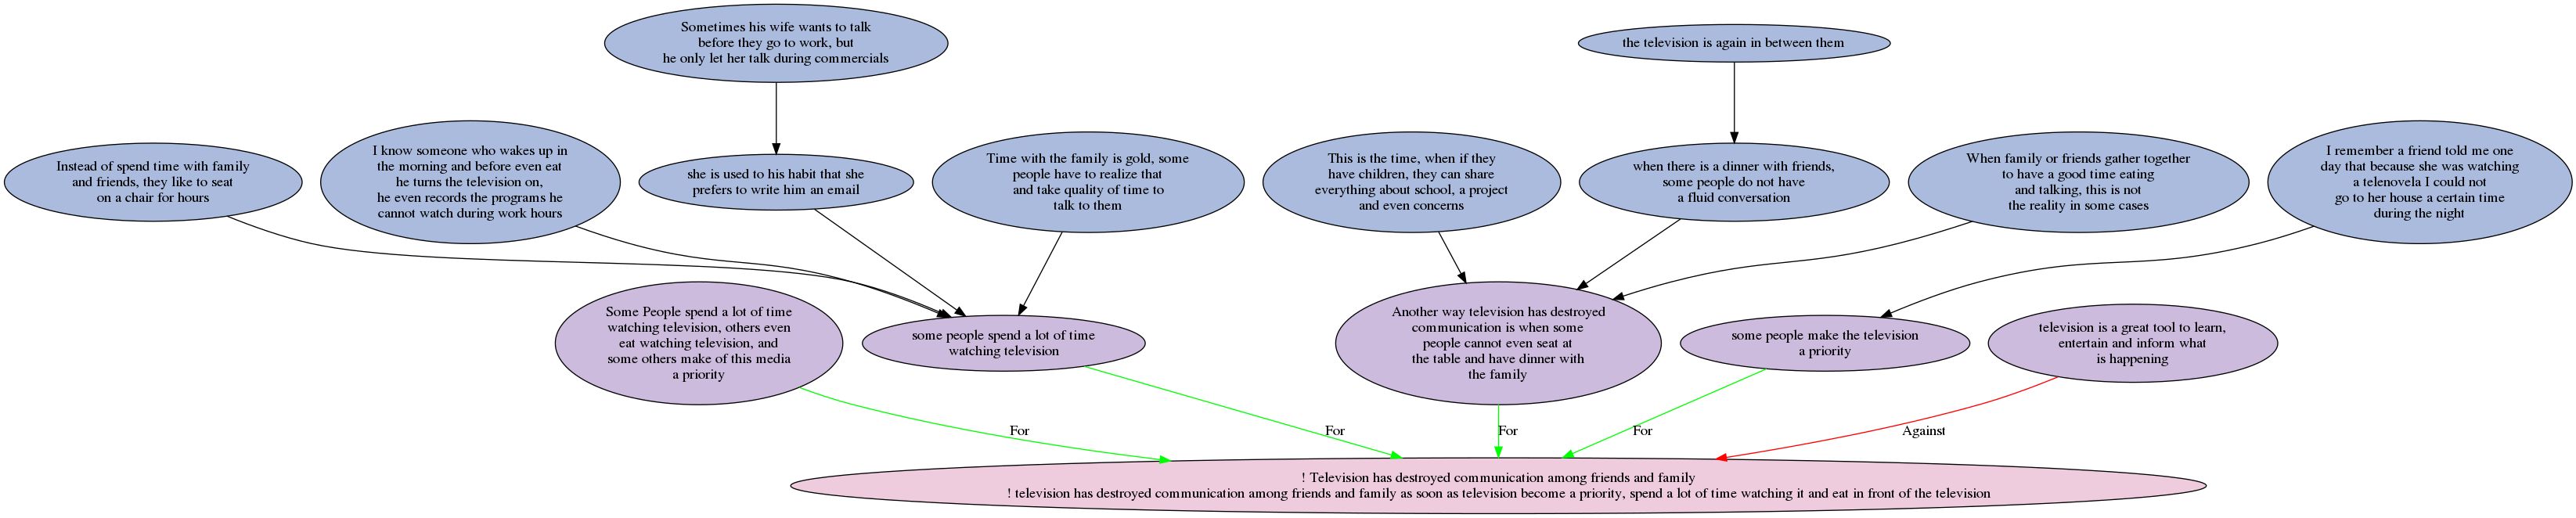 Sometimes his wife wants to talk
before they go to work, but
he only let her talk during commercials
the television is again in between them
Instead of spend time with family
and friends, they like to seat
on a chair for hours
I know someone who wakes up in
the morning and before even eat
he turns the television on,
he even records the programs he
cannot watch during work hours
she is used to his habit that she
prefers to write him an email
Time with the family is gold, some
people have to realize that
and take quality of time to
talk to them
This is the time, when if they
have children, they can share
everything about school, a project
and even concerns
when there is a dinner with friends,
some people do not have
a fluid conversation
When family or friends gather together
to have a good time eating
and talking, this is not
the reality in some cases
I remember a friend told me one
day that because she was watching
a telenovela I could not
go to her house a certain time
during the night
Some People spend a lot of time
watching television, others even
eat watching television, and
some others make of this media
a priority
some people spend a lot of time
watching television
Another way television has destroyed
communication is when some
people cannot even seat at
the table and have dinner with
the family
some people make the television
a priority
television is a great tool to learn,
entertain and inform what
is happening
For
For
For
For
Against
! Television has destroyed communication among friends and family
! television has destroyed communication among friends and family as soon as television become a priority, spend a lot of time watching it and eat in front of the television